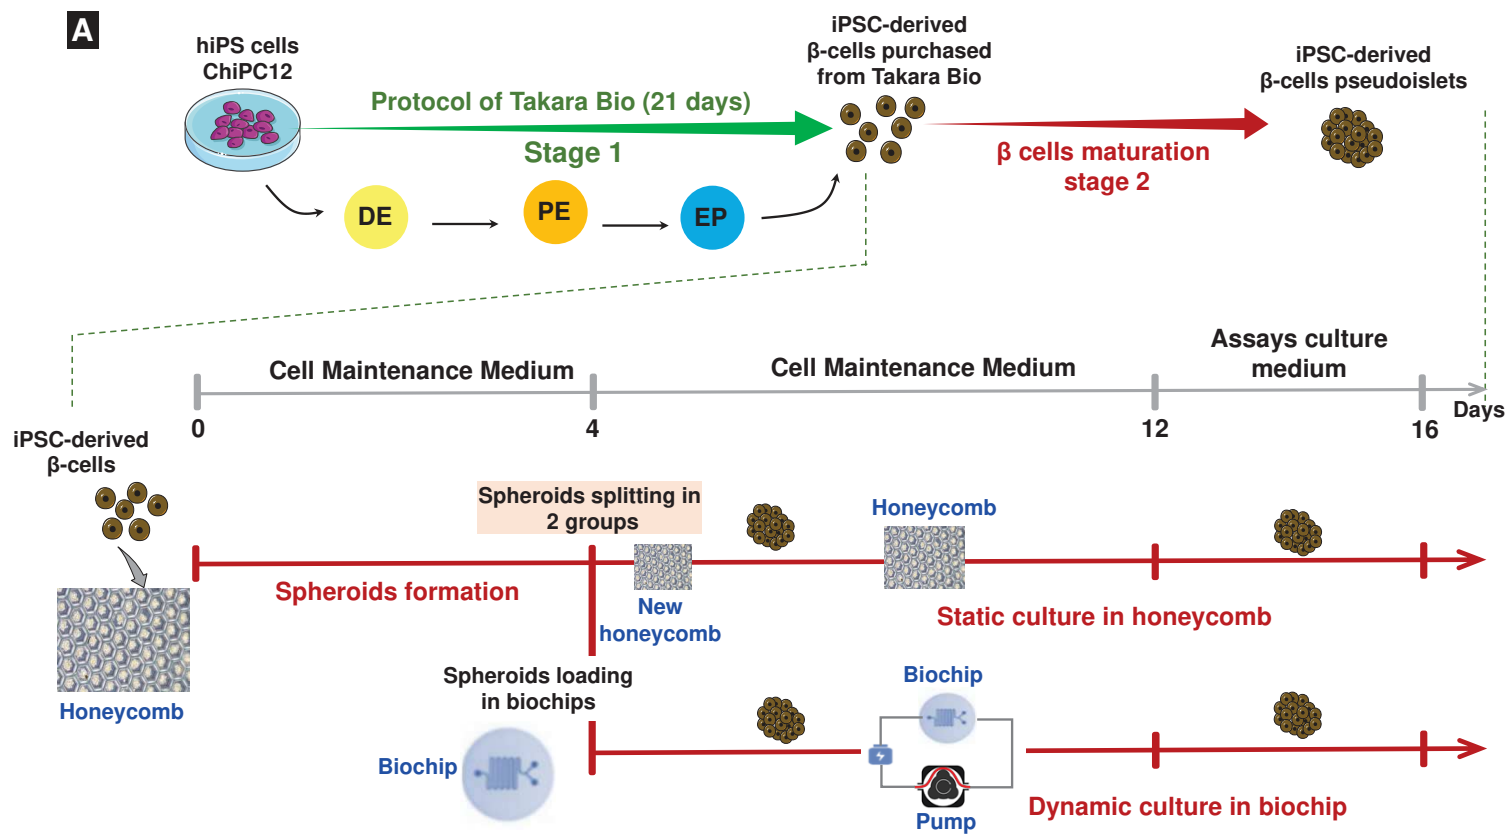 A
hiPS cells
ChiPC12
Protocol of Takara Bio (21 days)
Stage 1
iPSC-derived
β-cells purchased
from Takara Bio
β cells maturation
stage 2
iPSC-derived
β-cells pseudoislets
DE
PE
EP
Cell Maintenance Medium
Cell Maintenance Medium
Assays culture
medium
0
4
12
16
Days
iPSC-derived
β-cells
Honeycomb
Spheroids formation
Spheroids splitting in
2 groups
New
honeycomb
Honeycomb
Static culture in honeycomb
Spheroids loading
in biochips
Biochip
Biochip
Pump
Dynamic culture in biochip